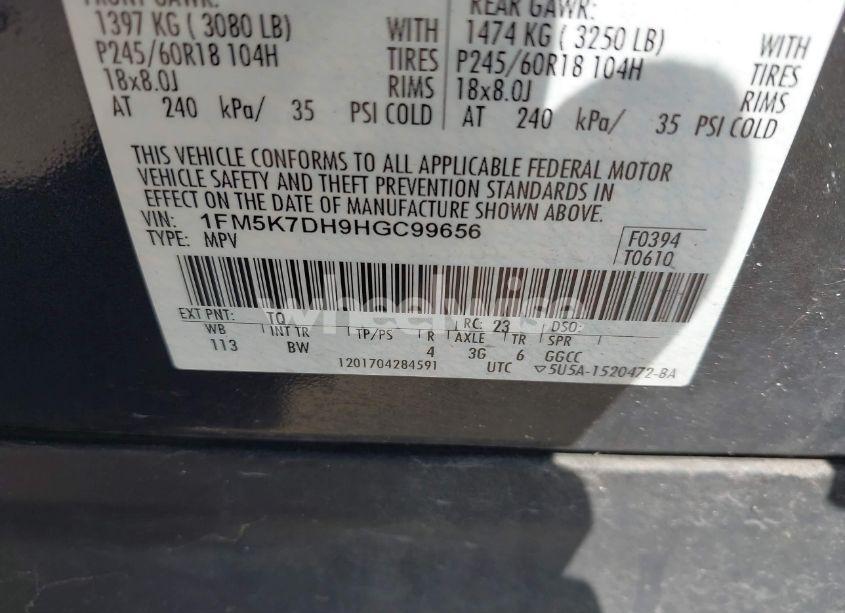 FRONT GAWR:
1397 KG ( 3080 LB) WITH
P245/60R18 104H TIRES
18x8.0J RIMS
AT 240 kPa/ 35 PSI COLD
REAR GAWR:
1474 KG ( 3250 LB) WITH
P245/60R18 104H TIRES
18x8.0J RIMS
AT 240 kPa/ 35 PSI COLD
THIS VEHICLE CONFORMS TO ALL APPLICABLE FEDERAL MOTOR
VEHICLE SAFETY AND THEFT PREVENTION STANDARDS IN
EFFECT ON THE DATE OF MANUFACTURE SHOWN ABOVE.
VIN: 1FM5K7DH9HGC99656
TYPE: MPV
F0394
T0610
wheelwise
EXT PNT: TQ RC: 23 DSO:
WB INT TR TP/PS R AXLE TR SPR
113 BW 4 3G 6 GGCC
1201704284591 UTC ▽5U5A-1520472-BA